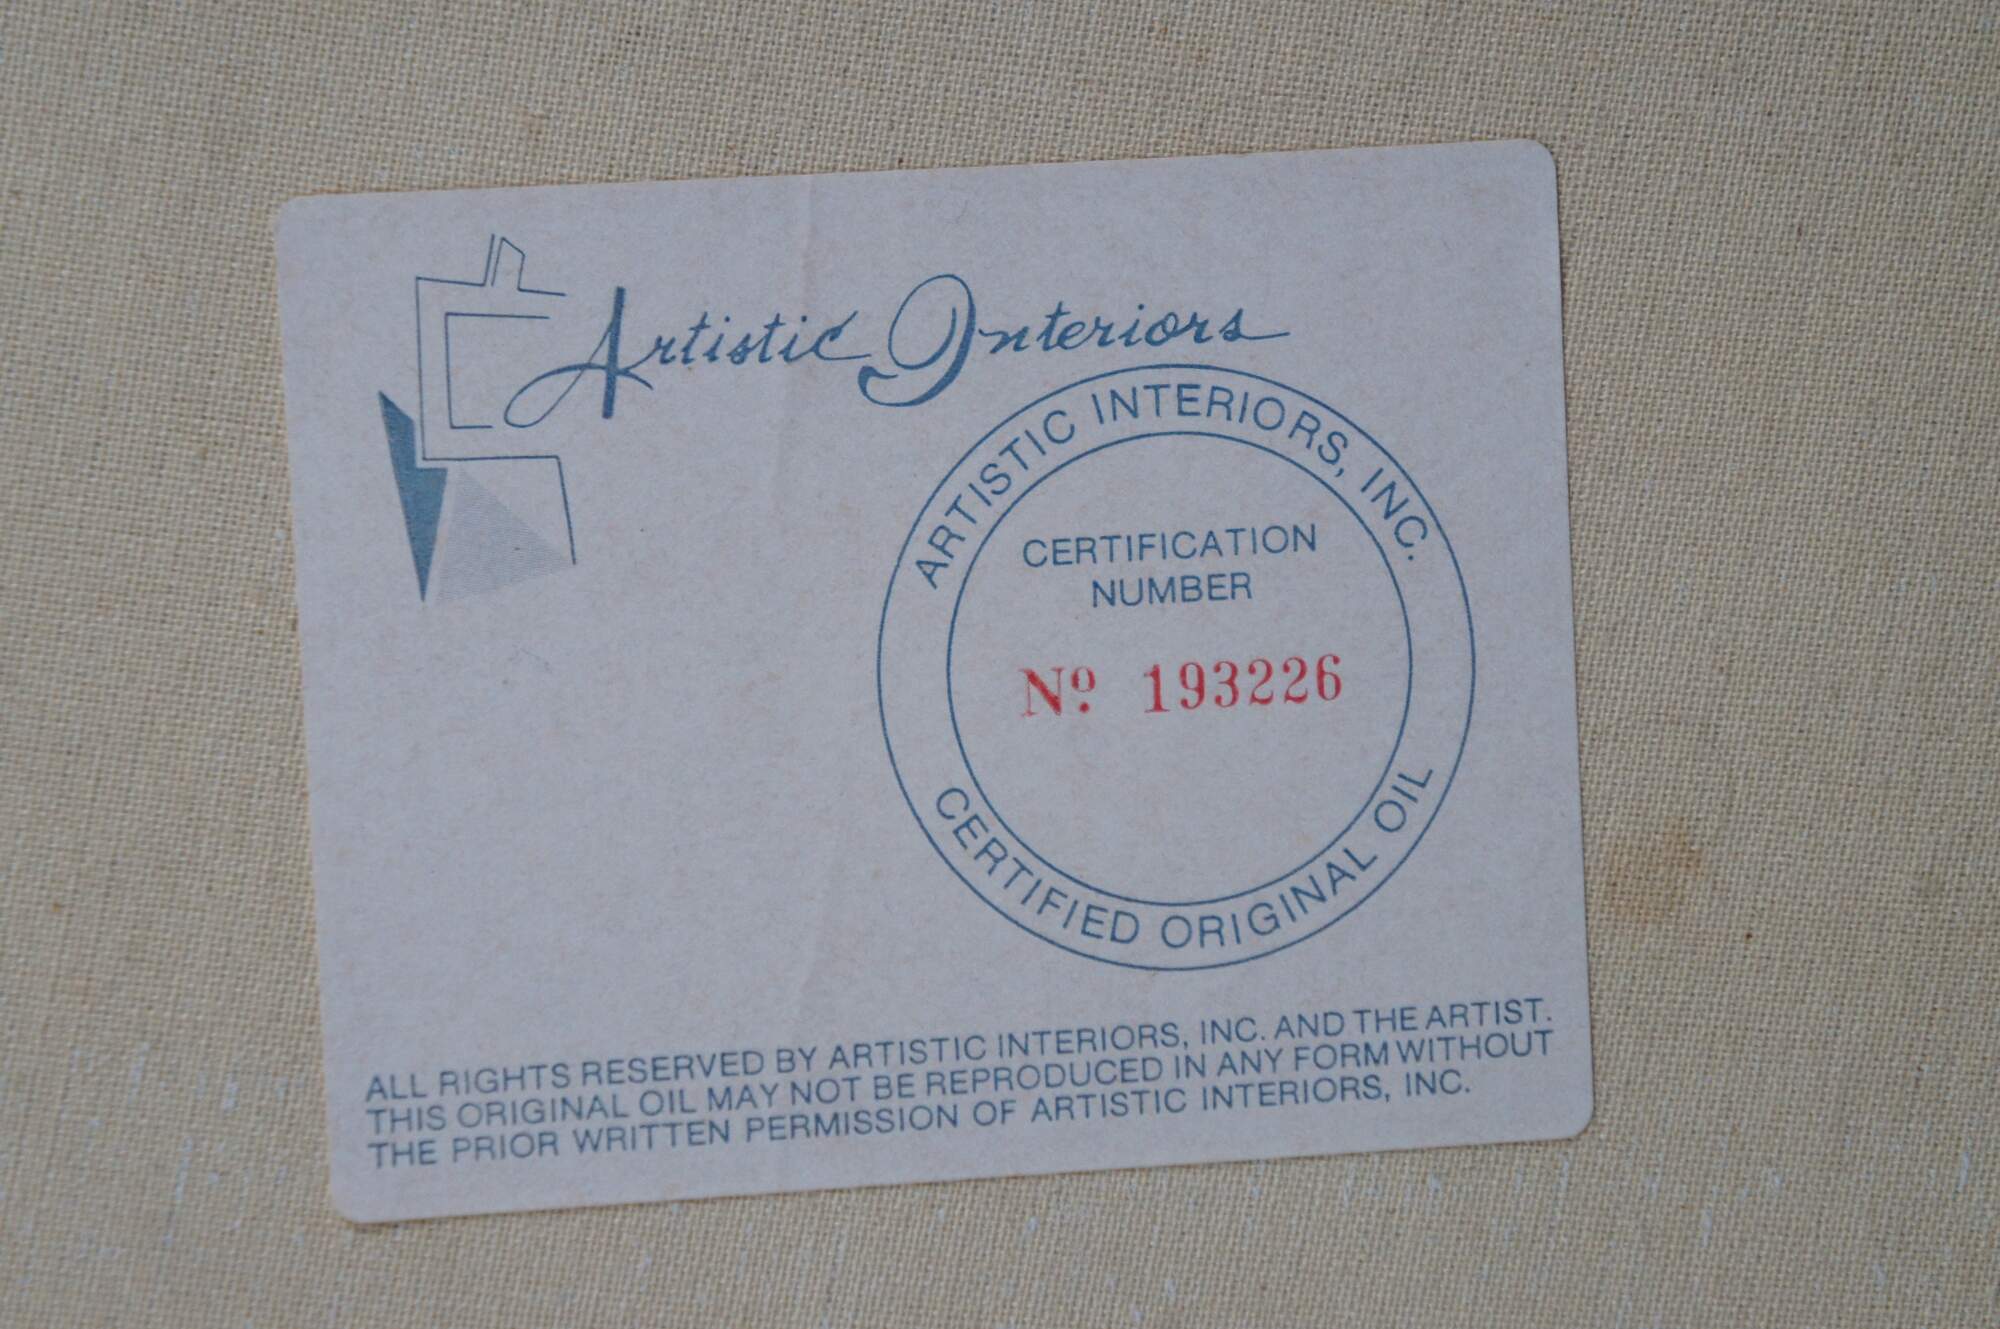 Artistic Interiors
ARTISTIC INTERIORS, INC.
CERTIFICATION
NUMBER
Nº. 193226
CERTIFIED ORIGINAL OIL
ALL RIGHTS RESERVED BY ARTISTIC INTERIORS, INC. AND THE ARTIST.
THIS ORIGINAL OIL MAY NOT BE REPRODUCED IN ANY FORM WITHOUT
THE PRIOR WRITTEN PERMISSION OF ARTISTIC INTERIORS, INC.